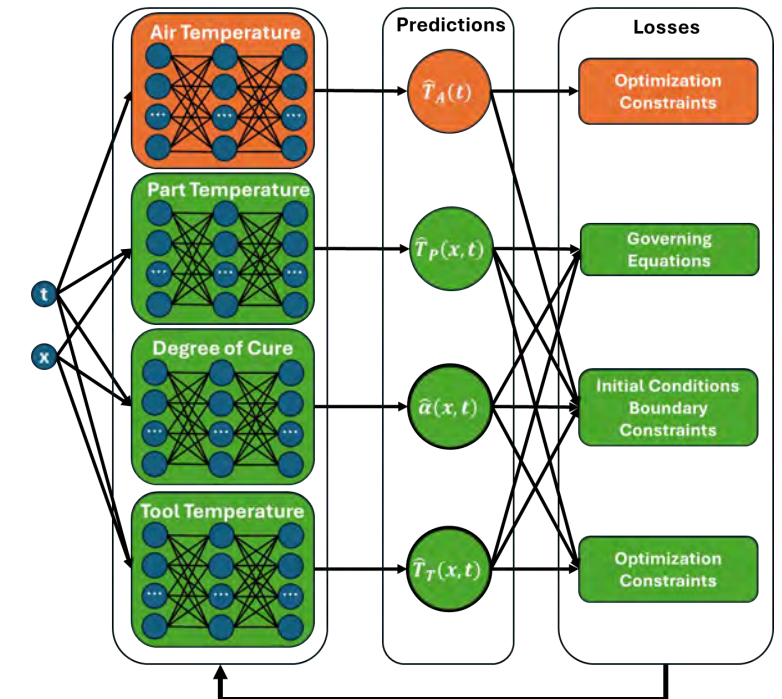 Air Temperature
...
...
...
Part Temperature
...
...
...
Degree of Cure
...
...
...
Tool Temperature
...
...
...
t
x
Predictions
T̂_A(t)
T̂_P(x, t)
α̂(x, t)
T̂_T(x, t)
Losses
Optimization
Constraints
Governing
Equations
Initial Conditions
Boundary
Constraints
Optimization
Constraints